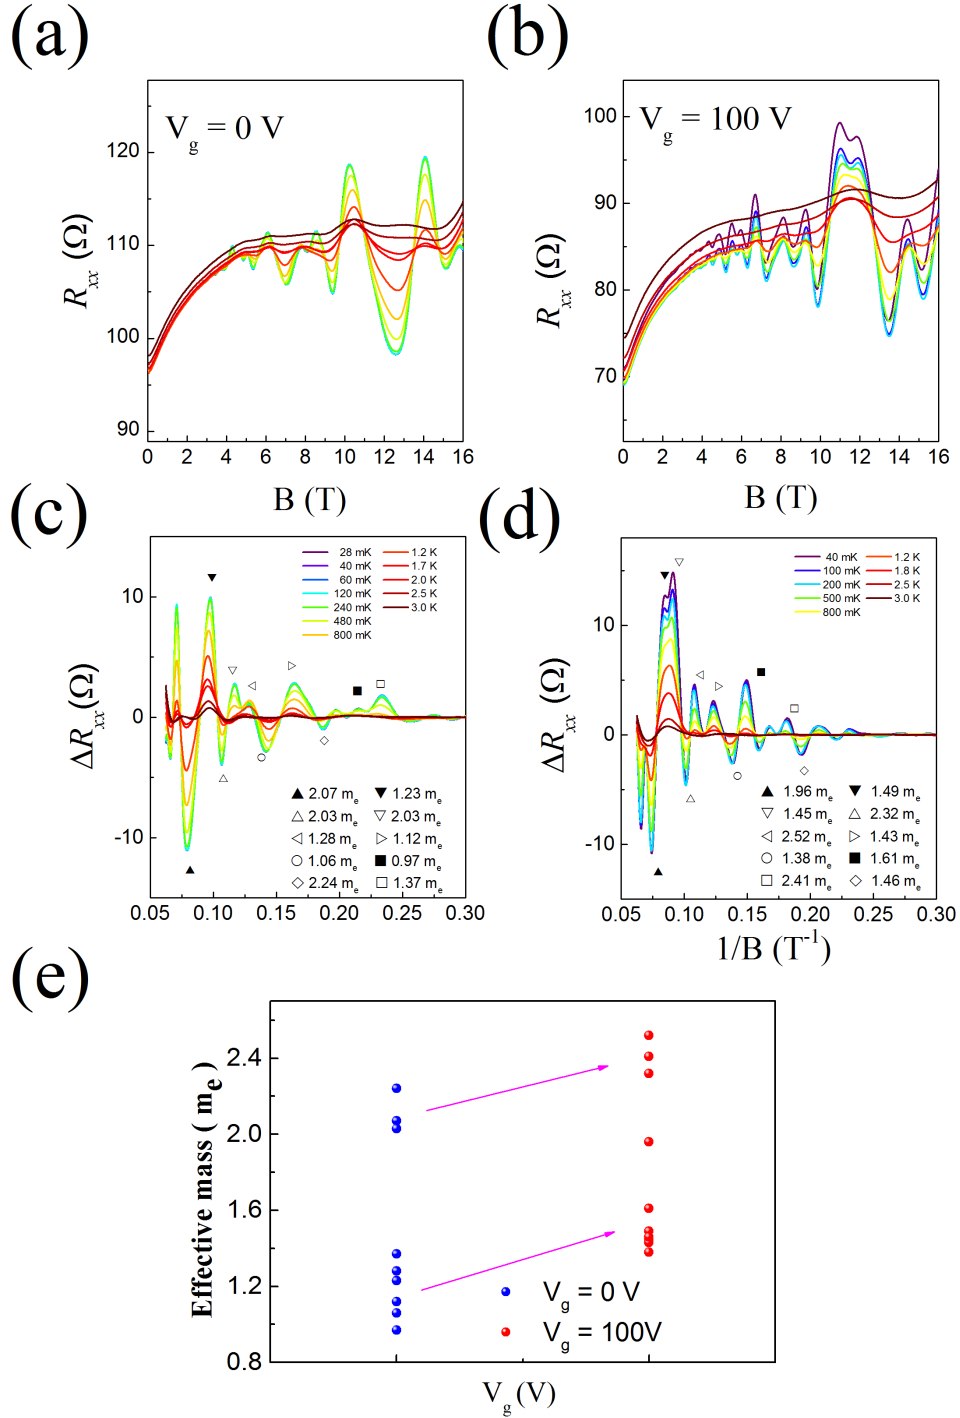 (a)
V_g = 0 V
R_xx (Ω)
120
110
100
90
0 2 4 6 8 10 12 14 16
B (T)
(b)
V_g = 100 V
R_xx (Ω)
100
90
80
70
0 2 4 6 8 10 12 14 16
B (T)
(c)
ΔR_xx (Ω)
10
0
-10
28 mK 1.2 K
40 mK 1.7 K
60 mK 2.0 K
120 mK 2.5 K
240 mK 3.0 K
480 mK
800 mK
▲ 2.07 m_e ▼ 1.23 m_e
△ 2.03 m_e ▽ 2.03 m_e
◁ 1.28 m_e ▷ 1.12 m_e
○ 1.06 m_e ■ 0.97 m_e
◇ 2.24 m_e □ 1.37 m_e
0.05 0.10 0.15 0.20 0.25 0.30
(d)
ΔR_xx (Ω)
10
0
-10
40 mK 1.2 K
100 mK 1.8 K
200 mK 2.5 K
500 mK 3.0 K
800 mK
▲ 1.96 m_e ▼ 1.49 m_e
▽ 1.45 m_e △ 2.32 m_e
◁ 2.52 m_e ▷ 1.43 m_e
○ 1.38 m_e ■ 1.61 m_e
□ 2.41 m_e ◇ 1.46 m_e
0.05 0.10 0.15 0.20 0.25 0.30
1/B (T⁻¹)
(e)
Effective mass ( m_e )
2.4
2.0
1.6
1.2
0.8
V_g = 0 V
V_g = 100V
V_g (V)